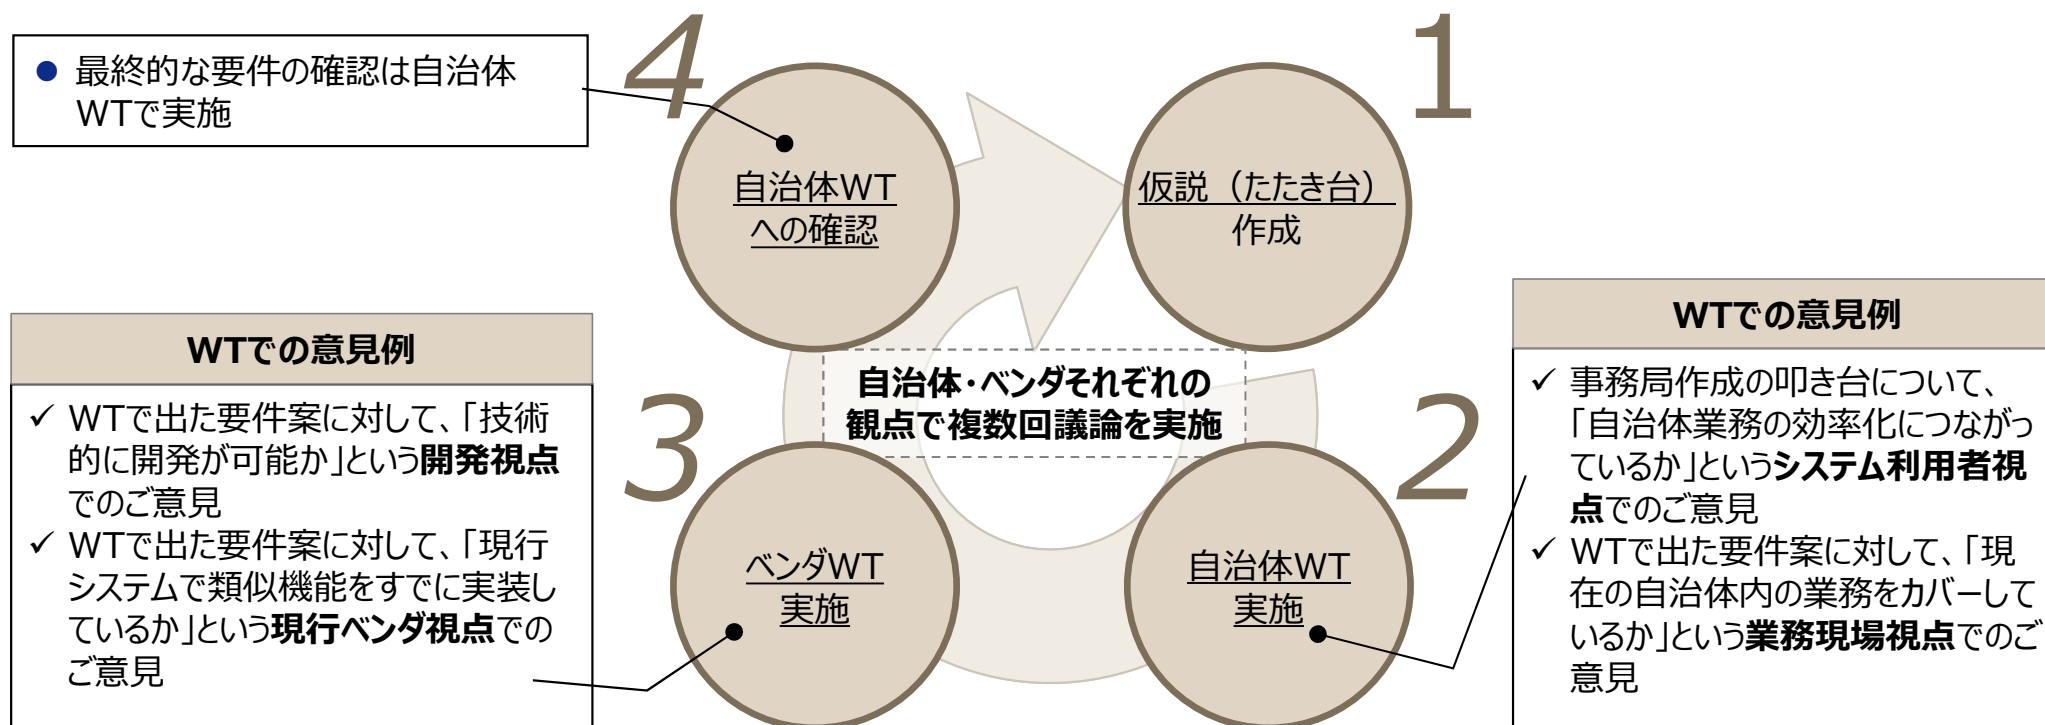 ● 最終的な要件の確認は自治体
WTで実施
4
自治体WT
への確認
1
仮説（たたき台）
作成
自治体・ベンダそれぞれの
観点で複数回議論を実施
2
自治体WT
実施
WTでの意見例
✓ 事務局作成の叩き台について、
「自治体業務の効率化につながっ
ているか」というシステム利用者視
点でのご意見
✓ WTで出た要件案に対して、「現
在の自治体内の業務をカバーして
いるか」という業務現場視点でのご
意見
3
ベンダWT
実施
WTでの意見例
✓ WTで出た要件案に対して、「技術
的に開発が可能か」という開発視点
でのご意見
✓ WTで出た要件案に対して、「現行
システムで類似機能をすでに実装し
ているか」という現行ベンダ視点での
ご意見